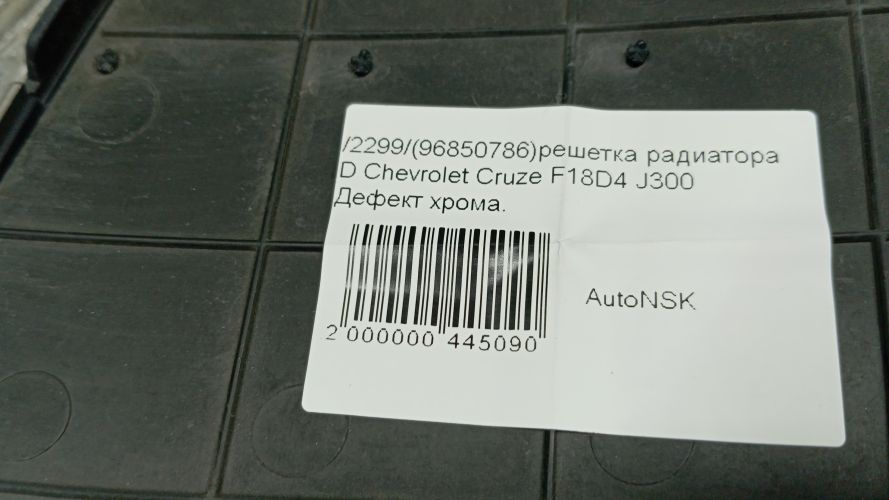 /2299/(96850786)решетка радиатора
D Chevrolet Cruze F18D4 J300
Дефект хрома.
AutoNSK
2 000000 445090